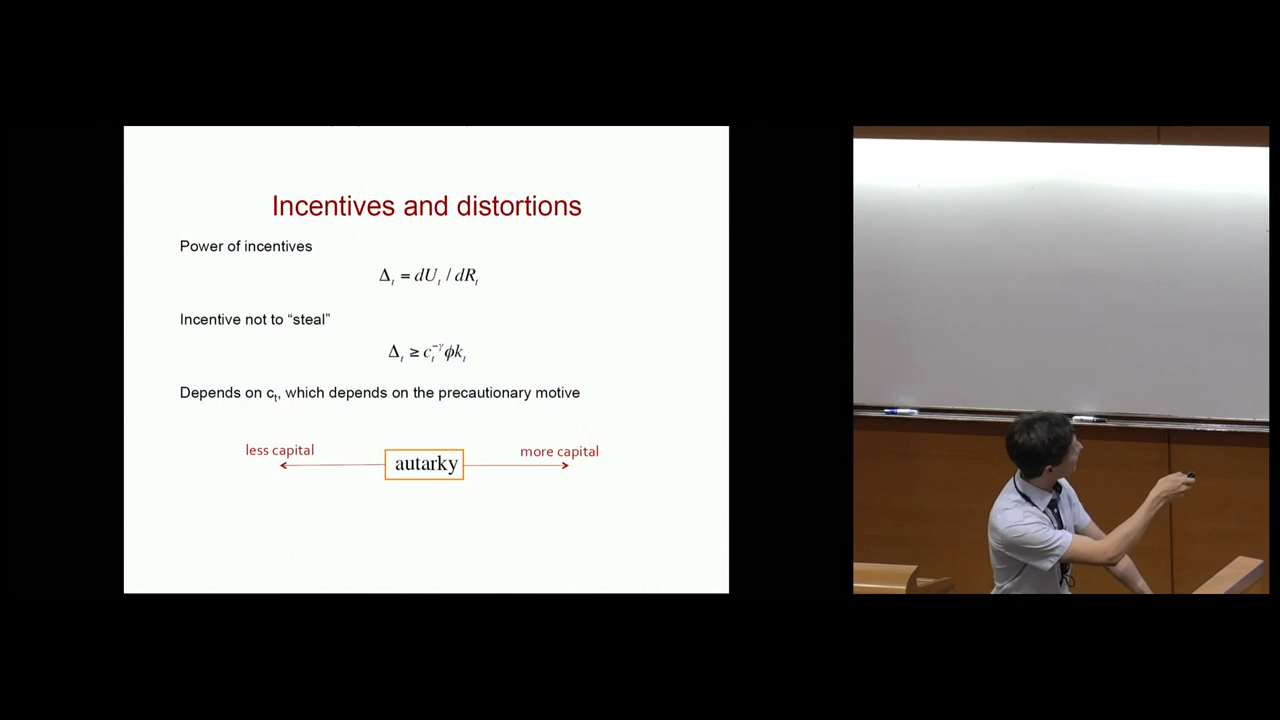 Incentives and distortions
Power of incentives
Δₜ = dUₜ / dRₜ
Incentive not to “steal”
Δₜ ≥ cₜ^{-γ} ϕkₜ
Depends on cₜ, which depends on the precautionary motive
less capital
autarky
more capital